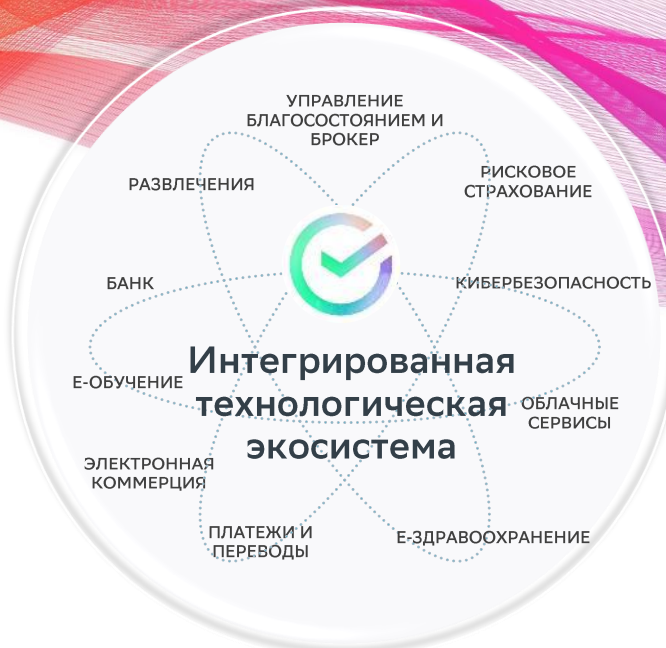 УПРАВЛЕНИЕ
БЛАГОСОСТОЯНИЕМ И
БРОКЕР
РАЗВЛЕЧЕНИЯ
РИСКОВОЕ
СТРАХОВАНИЕ
БАНК
КИБЕРБЕЗОПАСНОСТЬ
Интегрированная
технологическая
экосистема
Е-ОБУЧЕНИЕ
ОБЛАЧНЫЕ
СЕРВИСЫ
ЭЛЕКТРОННАЯ
КОММЕРЦИЯ
ПЛАТЕЖИ И
ПЕРЕВОДЫ
Е-ЗДРАВООХРАНЕНИЕ